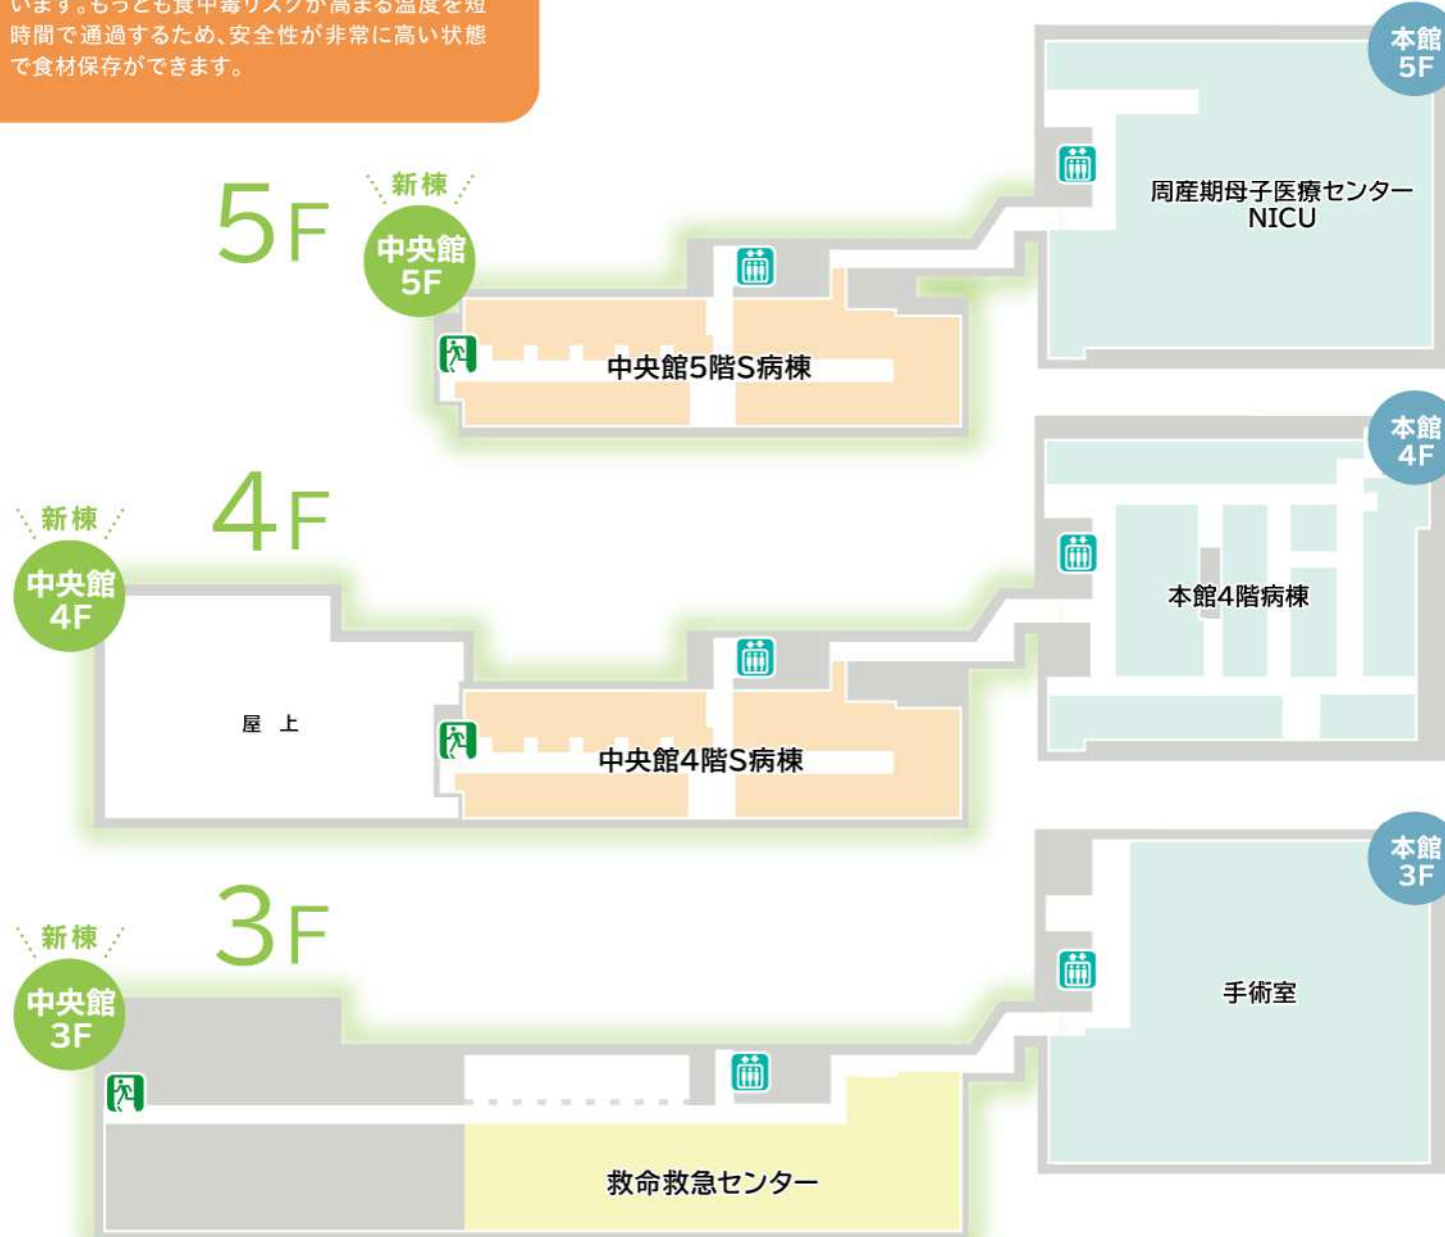 います。もっとも食中毒リスクが高まる温度を短
時間で通過するため、安全性が非常に高い状態
で食材保存ができます。
本館
5F
5F
新棟
中央館
5F
周産期母子医療センター
NICU
中央館5階S病棟
本館
4F
4F
新棟
中央館
4F
本館4階病棟
屋 上
中央館4階S病棟
本館
3F
3F
新棟
中央館
3F
手術室
救命救急センター